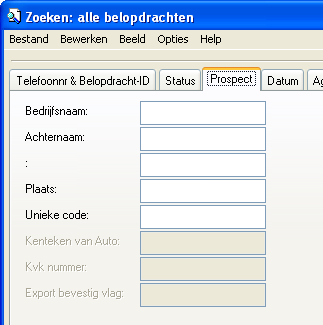 Zoeken: alle belopdrachten
Bestand Bewerken Beeld Opties Help
Telefoonnr & Belopdracht-ID Status Prospect Datum Ag
Bedrijfsnaam:
Achternaam:
:
Plaats:
Unieke code:
Kenteken van Auto:
Kvk nummer:
Export bevestig vlag: